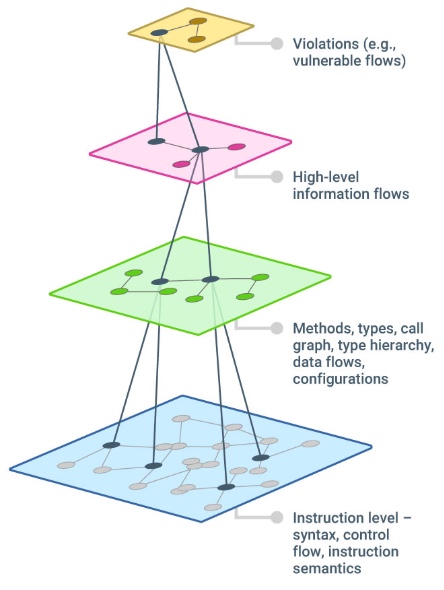 Violations (e.g.,
vulnerable flows)
High-level
information flows
Methods, types, call
graph, type hierarchy,
data flows,
configurations
Instruction level –
syntax, control
flow, instruction
semantics